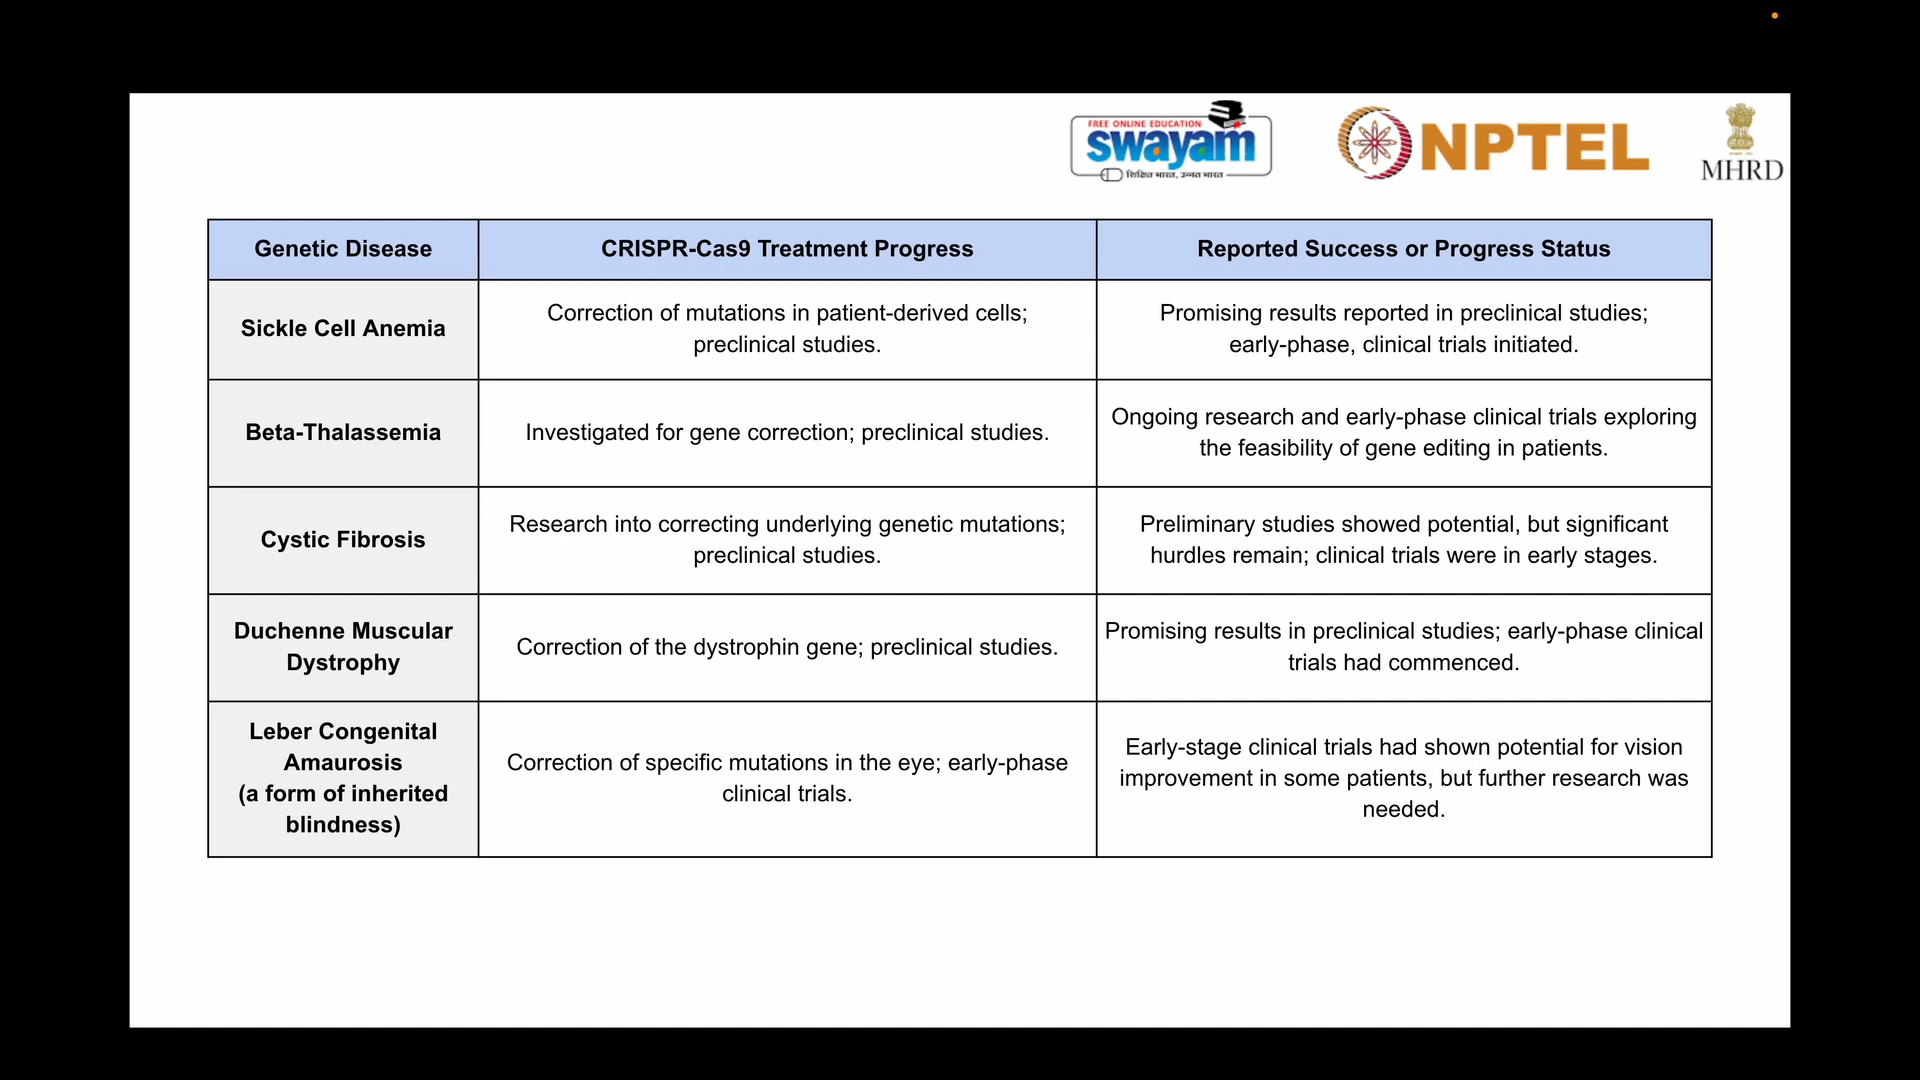 FREE ONLINE EDUCATION
swayam
शिक्षित भारत, उन्नत भारत
NPTEL
MHRD
Genetic Disease
CRISPR-Cas9 Treatment Progress
Reported Success or Progress Status
Sickle Cell Anemia
Correction of mutations in patient-derived cells;
preclinical studies.
Promising results reported in preclinical studies;
early-phase, clinical trials initiated.
Beta-Thalassemia
Investigated for gene correction; preclinical studies.
Ongoing research and early-phase clinical trials exploring
the feasibility of gene editing in patients.
Cystic Fibrosis
Research into correcting underlying genetic mutations;
preclinical studies.
Preliminary studies showed potential, but significant
hurdles remain; clinical trials were in early stages.
Duchenne Muscular
Dystrophy
Correction of the dystrophin gene; preclinical studies.
Promising results in preclinical studies; early-phase clinical
trials had commenced.
Leber Congenital
Amaurosis
(a form of inherited
blindness)
Correction of specific mutations in the eye; early-phase
clinical trials.
Early-stage clinical trials had shown potential for vision
improvement in some patients, but further research was
needed.